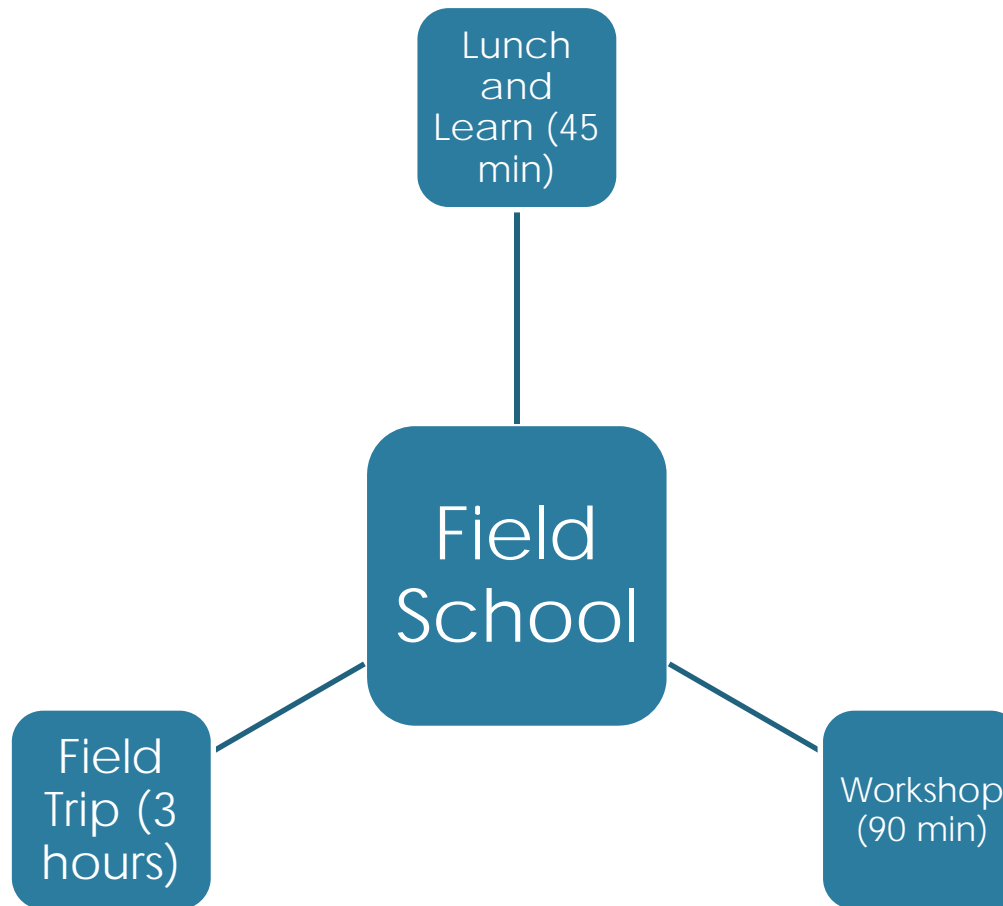 Lunch
and
Learn (45
min)
Field
School
Field
Trip (3
hours)
Workshop
(90 min)